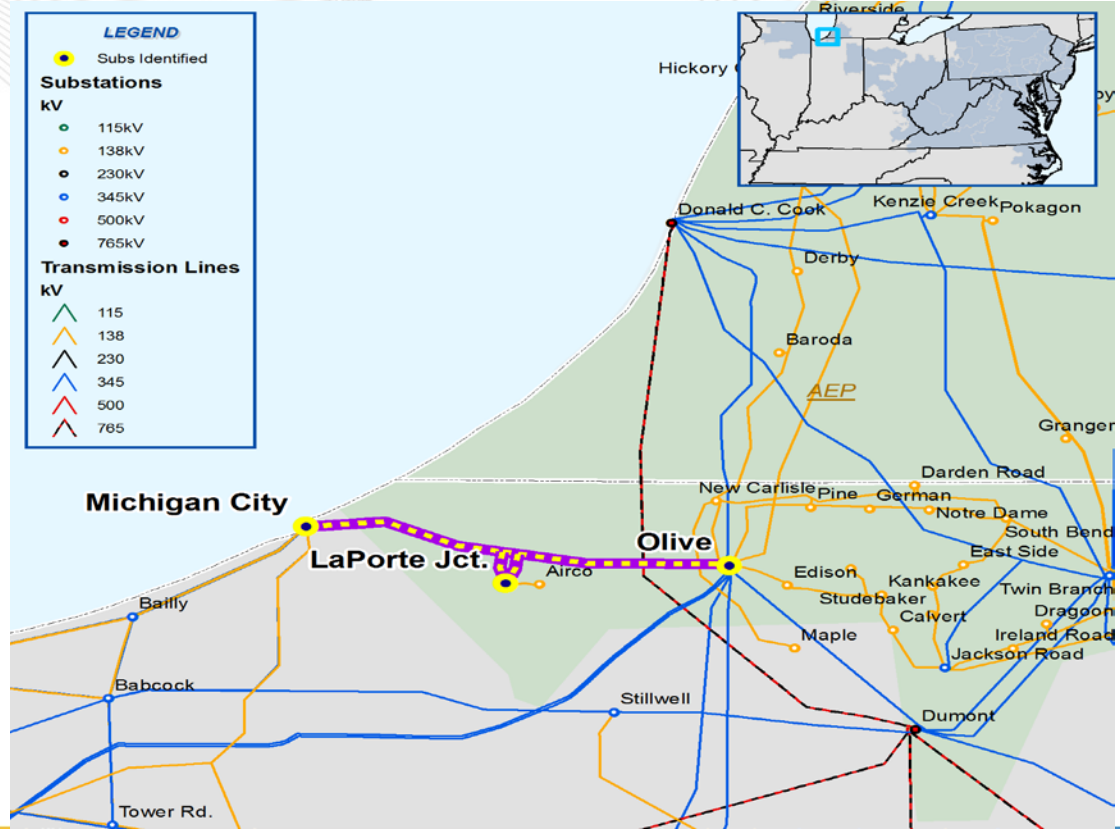 LEGEND
Subs Identified
Substations
kV
115kV
138kV
230kV
345kV
500kV
765kV
Transmission Lines
kV
115
138
230
345
500
765
Riverside
Hickory
Donald C. Cook
Kenzie Creek
Pokagon
Derby
Baroda
AEP
Granger
Darden Road
New Carlisle
Pine
German
Notre Dame
South Bend
Michigan City
Olive
East Side
LaPorte Jct.
Airco
Edison
Kankakee
Twin Branch
Studebaker
Dragoon
Bailly
Calvert
Maple
Ireland Road
Jackson Road
Babcock
Stillwell
Dumont
Tower Rd.